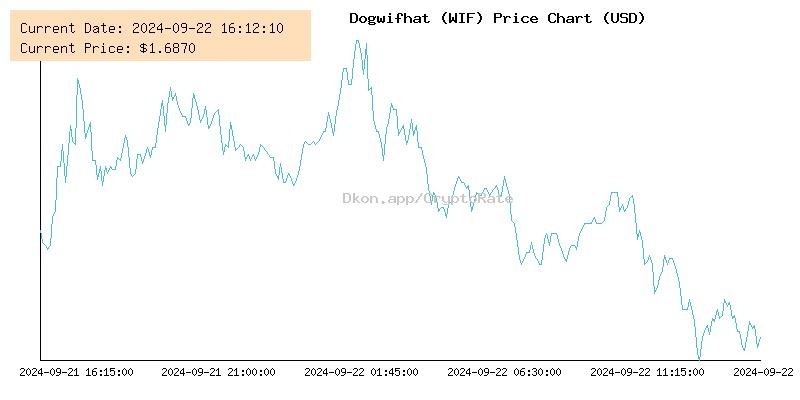 Dogwifhat (WIF) Price Chart (USD)
Current Date: 2024-09-22 16:12:10
Current Price: $1.6870
Dkon.app/CryptoRate
2024-09-21 16:15:00 2024-09-21 21:00:00 2024-09-22 01:45:00 2024-09-22 06:30:00 2024-09-22 11:15:00 2024-09-22